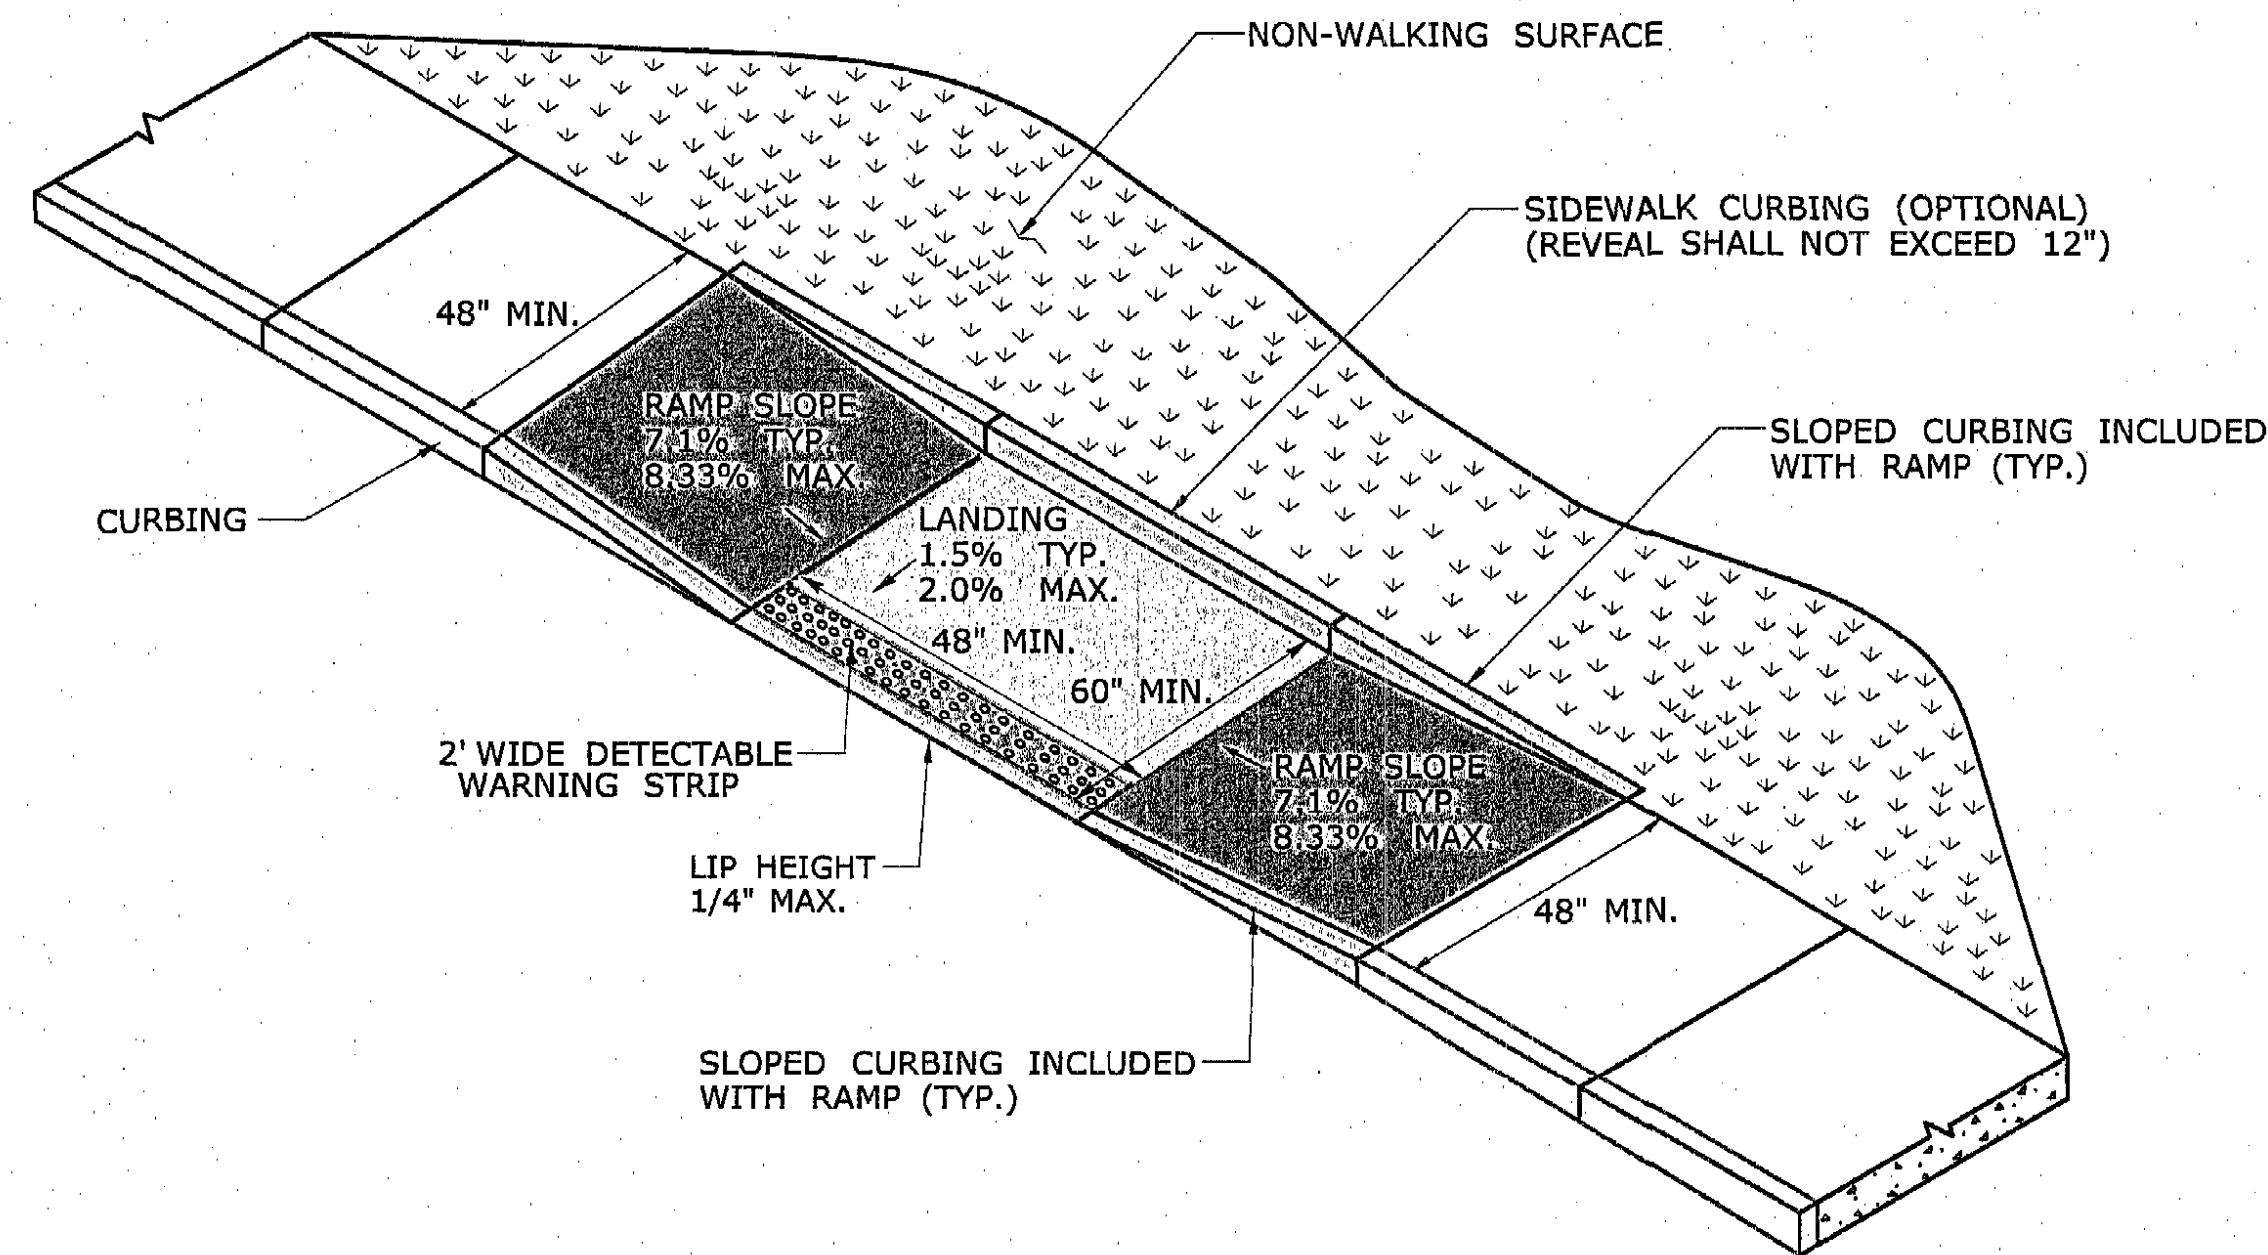 NON-WALKING SURFACE
SIDEWALK CURBING (OPTIONAL)
(REVEAL SHALL NOT EXCEED 12")
48" MIN.
RAMP SLOPE
7.1% TYP.
8.33% MAX.
SLOPED CURBING INCLUDED
WITH RAMP (TYP.)
CURBING
LANDING
1.5% TYP.
2.0% MAX.
48" MIN.
60" MIN.
2' WIDE DETECTABLE
WARNING STRIP
RAMP SLOPE
7.1% TYP.
8.33% MAX.
LIP HEIGHT
1/4" MAX.
48" MIN.
SLOPED CURBING INCLUDED
WITH RAMP (TYP.)